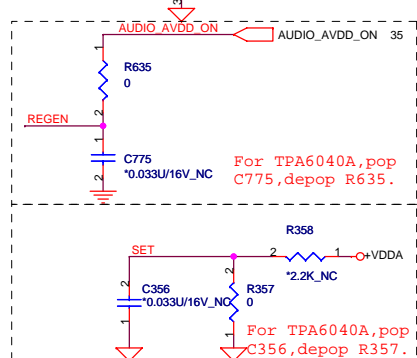 3
AUDIO_AVDD_ON
AUDIO_AVDD_ON 35
1
R635
0
2
REGEN
1
C775
*0.033U/16V_NC
2
For TPA6040A,pop
C775,depop R635.
R358
SET
2
1
+VDDA
*2.2K_NC
2
2
C356
*0.033U/16V_NC
R357
0
1
1
For TPA6040A,pop
C356,depop R357.